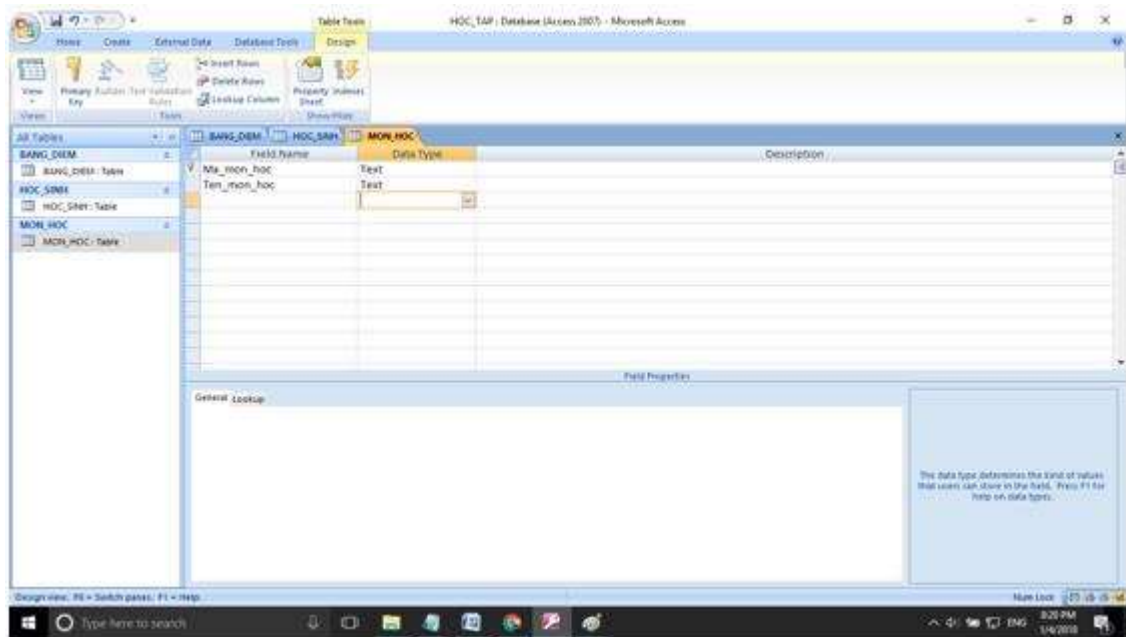 Table Tools
HOC_TAP : Database (Access 2007) - Microsoft Access
Home Create External Data Database Tools Design
View
Primary Key
Builder
Test Validation Rules
Insert Rows
Delete Rows
Lookup Column
Property Sheet
Indexes
Views
Tools
Show/Hide
All Tables
BANG_DIEM
BANG_DIEM : Table
HOC_SINH
HOC_SINH : Table
MON_HOC
MON_HOC : Table
BANG_DIEM HOC_SINH MON_HOC
Field Name Data Type Description
Ma_mon_hoc Text
Ten_mon_hoc Text
Field Properties
General Lookup
The data type determines the kind of values
that users can store in the field. Press F1 for
help on data types.
Design view. F6 = Switch panes. F1 = Help.
Num Lock
Type here to search
ENG
8:20 PM
1/4/2018